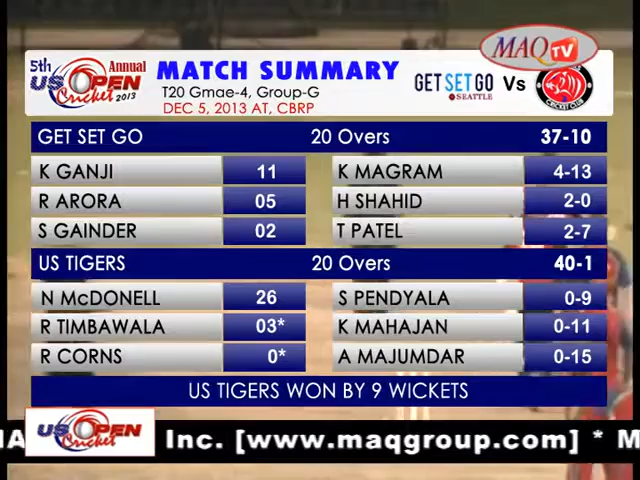 5th Annual
US OPEN
Cricket 2013
MATCH SUMMARY
T20 Gmae-4, Group-G
DEC 5, 2013 AT, CBRP
GET SET GO
SEATTLE
Vs
CRICKET CLUB
MAQ TV
GET SET GO 20 Overs 37-10
K GANJI 11 K MAGRAM 4-13
R ARORA 05 H SHAHID 2-0
S GAINDER 02 T PATEL 2-7
US TIGERS 20 Overs 40-1
N McDONELL 26 S PENDYALA 0-9
R TIMBAWALA 03* K MAHAJAN 0-11
R CORNS 0* A MAJUMDAR 0-15
US TIGERS WON BY 9 WICKETS
US OPEN
Cricket
Inc. [www.maqgroup.com] * M